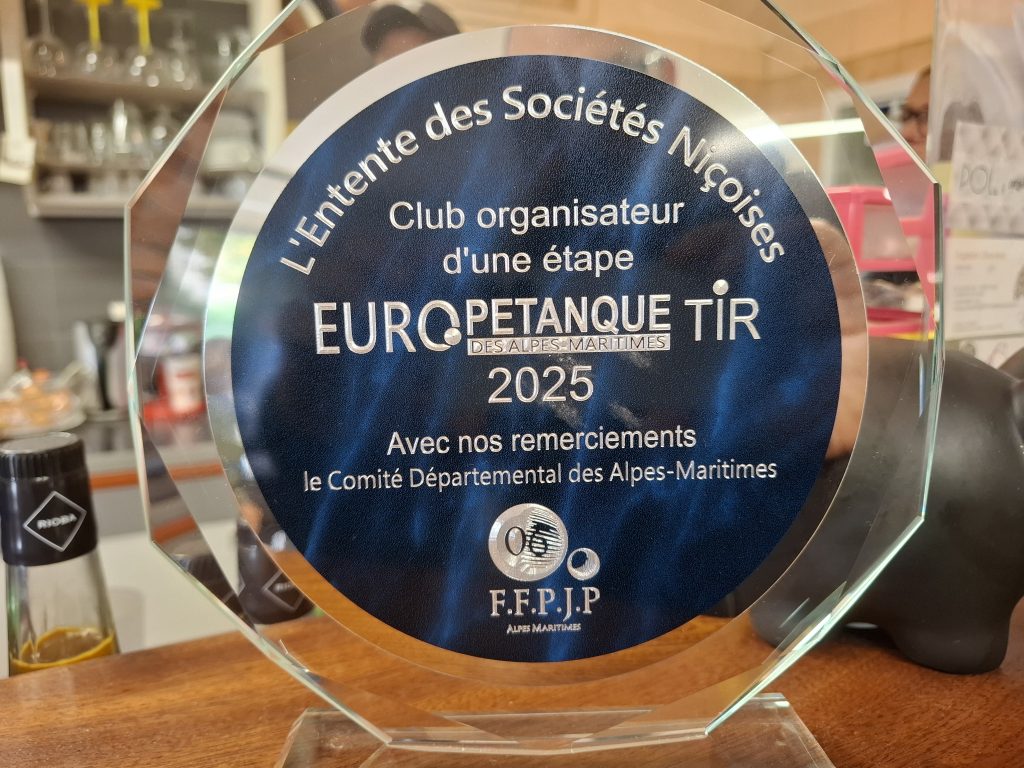 L'Entente des Sociétés Niçoises
Club organisateur
d'une étape
EUROPETANQUE TIR
DES ALPES-MARITIMES
2025
Avec nos remerciements
le Comité Départemental des Alpes-Maritimes
06
F.F.P.J.P
ALPES MARITIMES
RIOBA